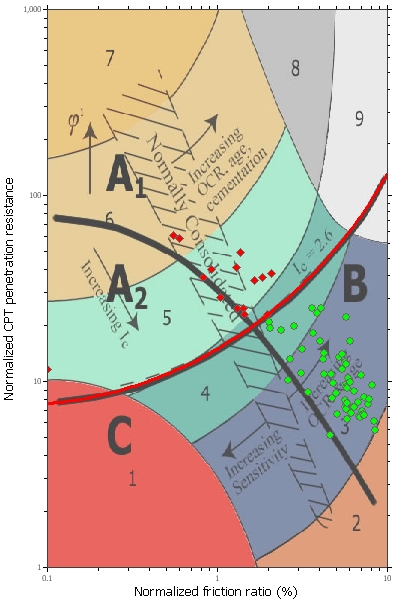 1,000
7
8
9
φ'
Increasing
OCR, age,
cementation
Normally Consolidated
100
A1
6
Ic = 2.6
A2
Increasing Ic
B
5
10
4
C
Increasing
3
1
Increasing
Sensitivity
2
1
0.1
1
10
Normalized CPT penetration resistance
Normalized friction ratio (%)